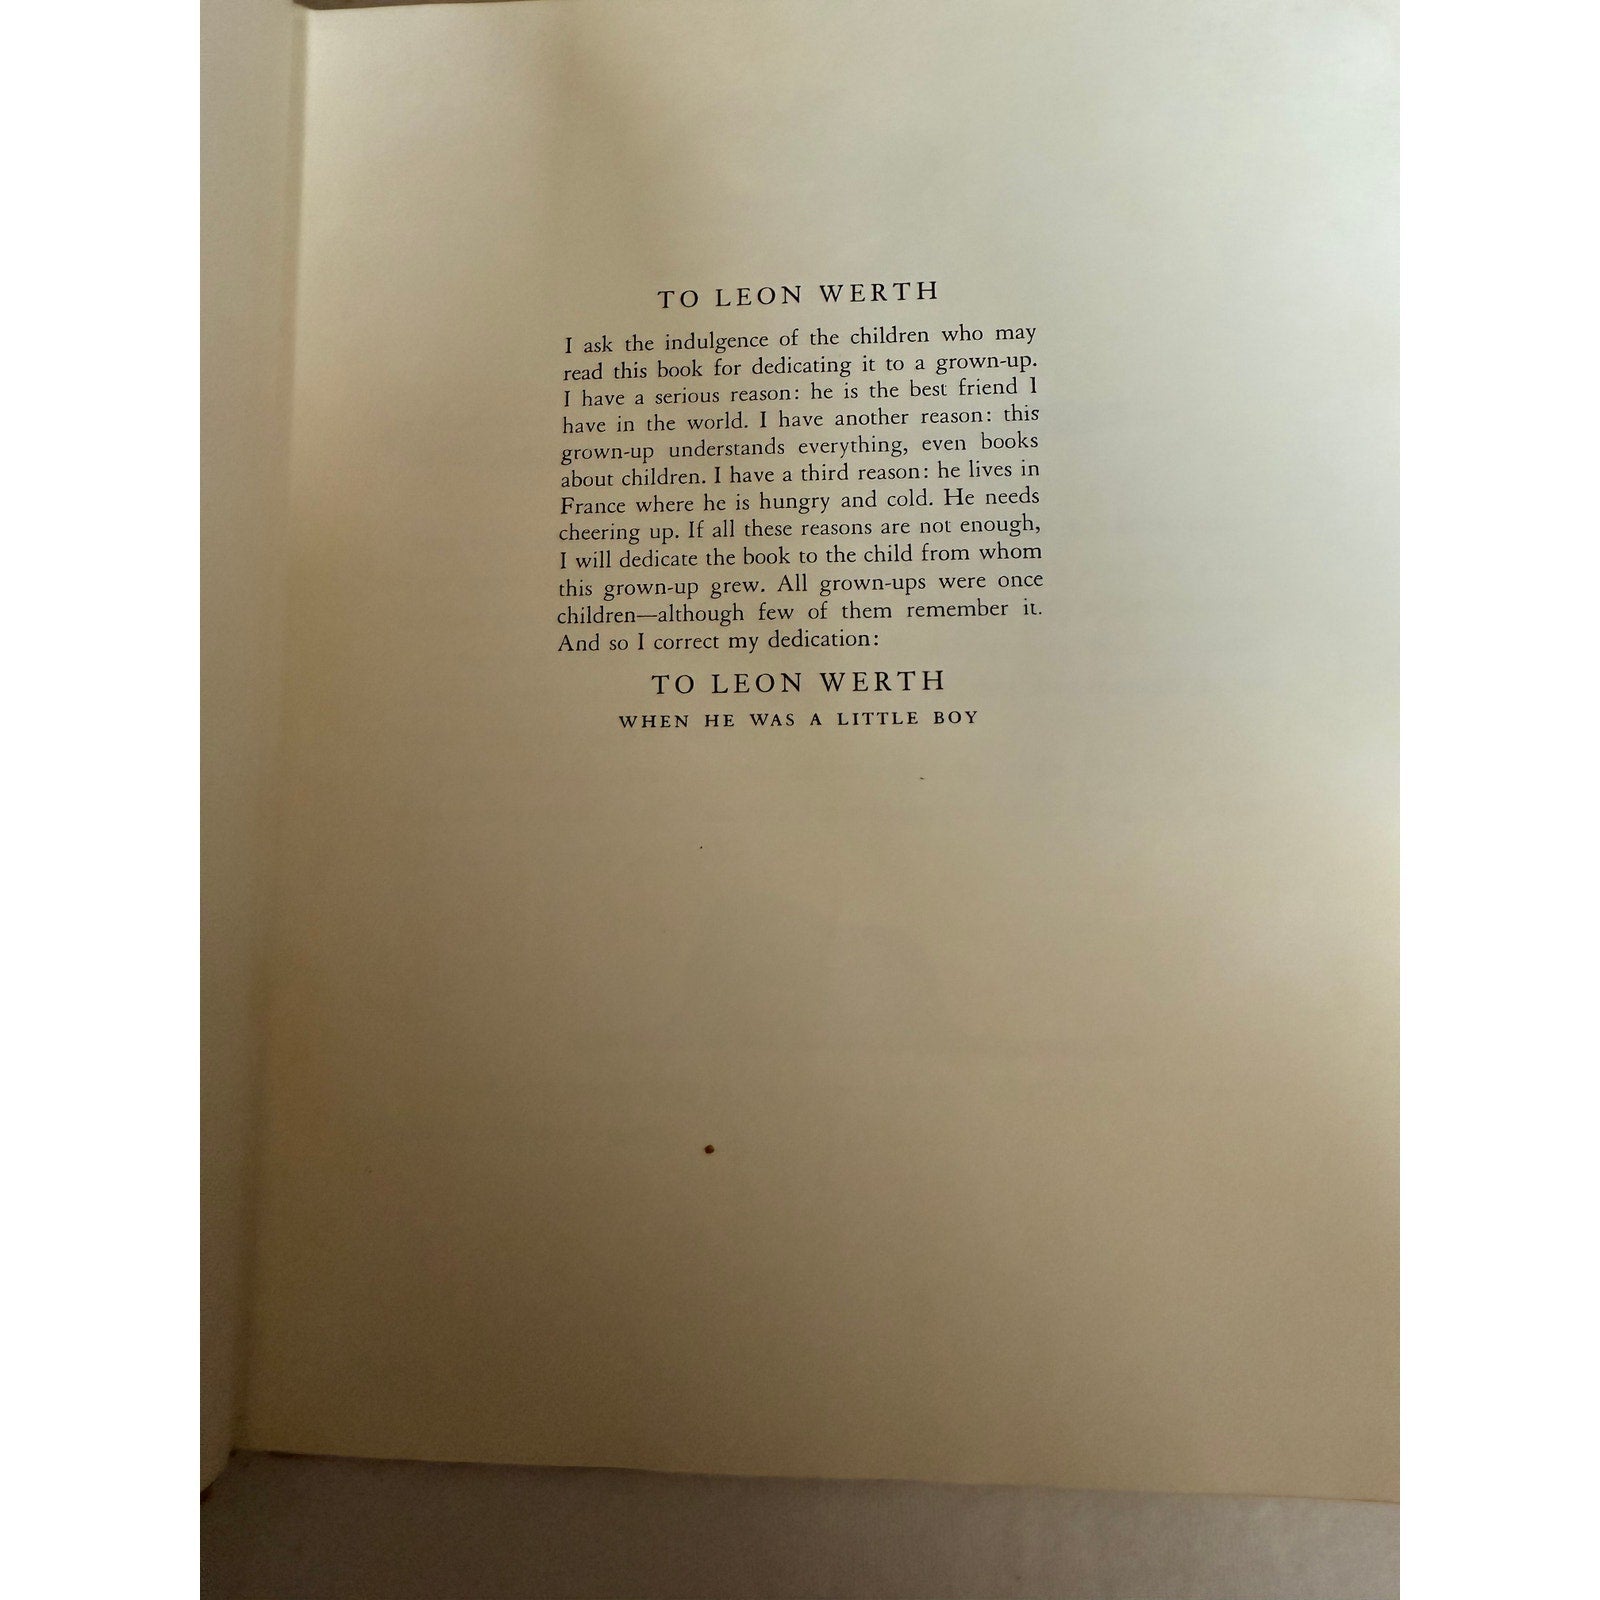 TO LEON WERTH
I ask the indulgence of the children who may
read this book for dedicating it to a grown-up.
I have a serious reason: he is the best friend I
have in the world. I have another reason: this
grown-up understands everything, even books
about children. I have a third reason: he lives in
France where he is hungry and cold. He needs
cheering up. If all these reasons are not enough,
I will dedicate the book to the child from whom
this grown-up grew. All grown-ups were once
children—although few of them remember it.
And so I correct my dedication:
TO LEON WERTH
WHEN HE WAS A LITTLE BOY